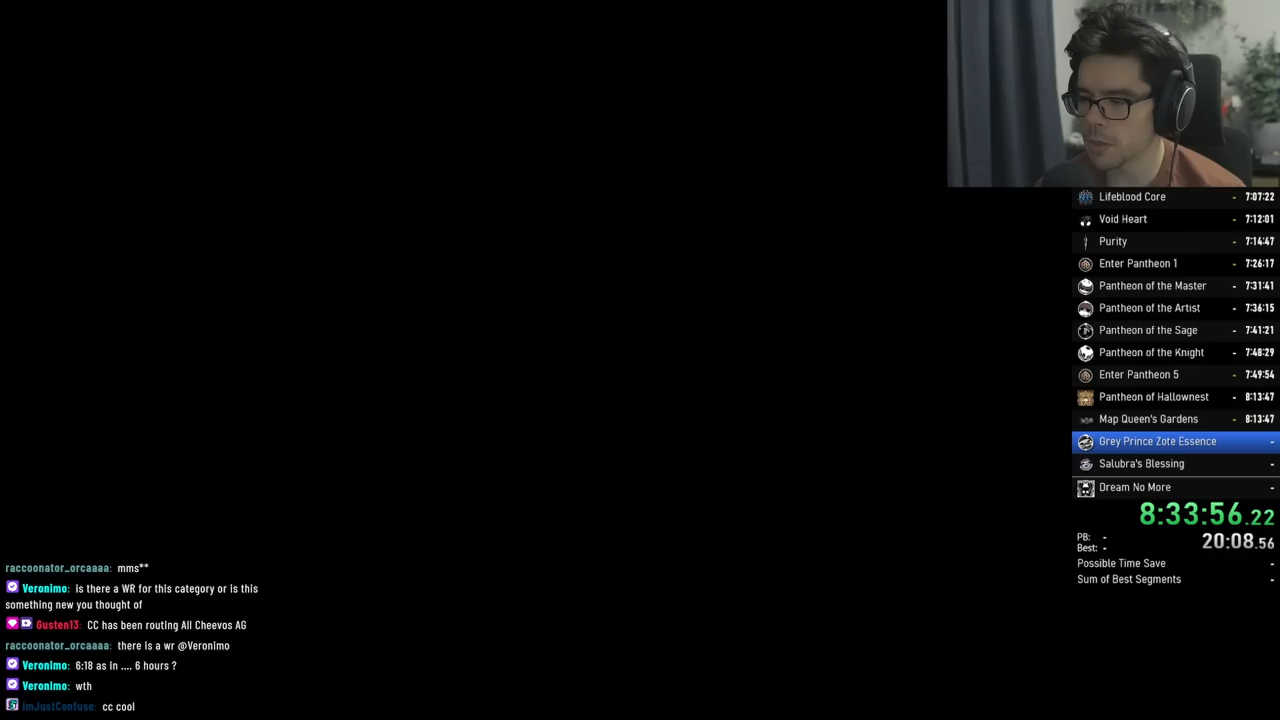 Lifeblood Core - 7:07:22
Void Heart - 7:12:01
Purity - 7:14:47
Enter Pantheon 1 - 7:26:17
Pantheon of the Master - 7:31:41
Pantheon of the Artist - 7:36:15
Pantheon of the Sage - 7:41:21
Pantheon of the Knight - 7:48:29
Enter Pantheon 5 - 7:49:54
Pantheon of Hallownest - 8:13:47
Map Queen's Gardens - 8:13:47
Grey Prince Zote Essence -
Salubra's Blessing -
Dream No More -
8:33:56.22
PB: -
20:08.56
Best: -
Possible Time Save -
Sum of Best Segments -
raccoonator_orcaaaa: mms**
Veronimo: is there a WR for this category or is this
something new you thought of
Gusten13: CC has been routing All Cheevos AG
raccoonator_orcaaaa: there is a wr @Veronimo
Veronimo: 6:18 as in .... 6 hours ?
Veronimo: wth
ImJustConfuse: cc cool